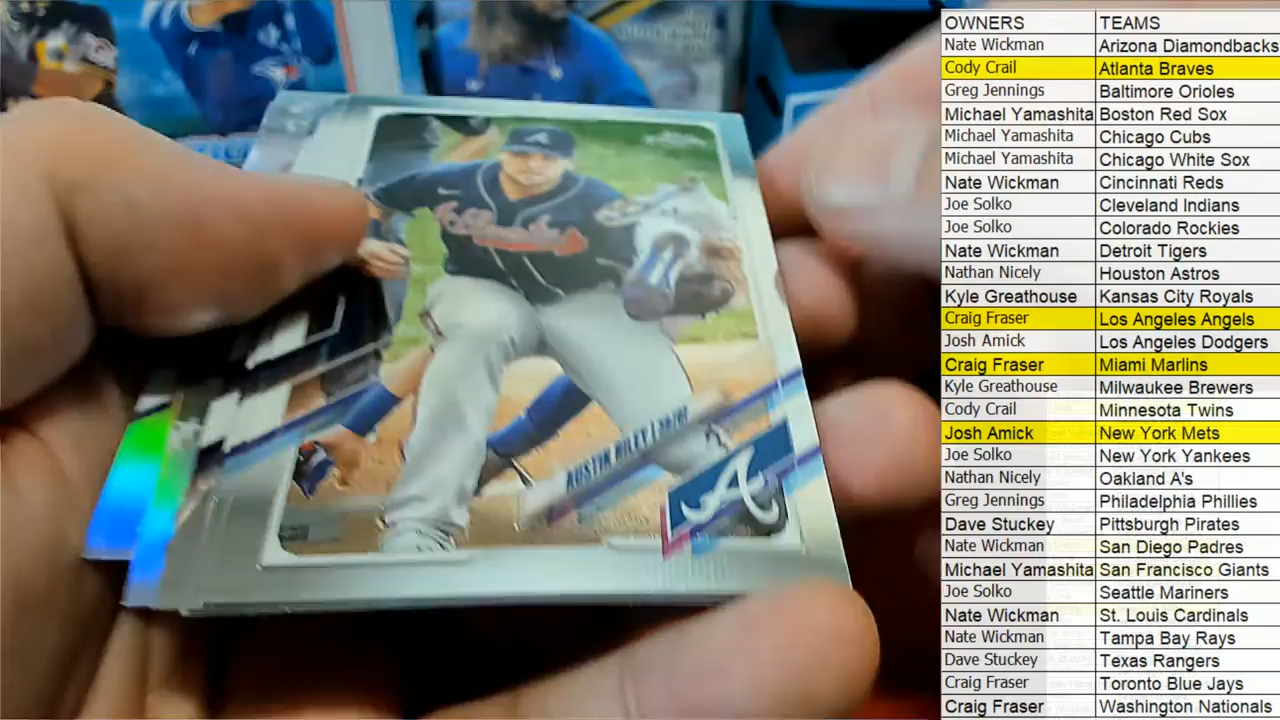 OWNERS TEAMS
Nate Wickman Arizona Diamondbacks
Cody Crail Atlanta Braves
Greg Jennings Baltimore Orioles
Michael Yamashita Boston Red Sox
Michael Yamashita Chicago Cubs
Michael Yamashita Chicago White Sox
Nate Wickman Cincinnati Reds
Joe Solko Cleveland Indians
Joe Solko Colorado Rockies
Nate Wickman Detroit Tigers
Nathan Nicely Houston Astros
Kyle Greathouse Kansas City Royals
Craig Fraser Los Angeles Angels
Josh Amick Los Angeles Dodgers
Craig Fraser Miami Marlins
Kyle Greathouse Milwaukee Brewers
Cody Crail Minnesota Twins
Josh Amick New York Mets
Joe Solko New York Yankees
Nathan Nicely Oakland A's
Greg Jennings Philadelphia Phillies
Dave Stuckey Pittsburgh Pirates
Nate Wickman San Diego Padres
Michael Yamashita San Francisco Giants
Joe Solko Seattle Mariners
Nate Wickman St. Louis Cardinals
Nate Wickman Tampa Bay Rays
Dave Stuckey Texas Rangers
Craig Fraser Toronto Blue Jays
Craig Fraser Washington Nationals
AUSTIN RILEY | 3B/OF
A